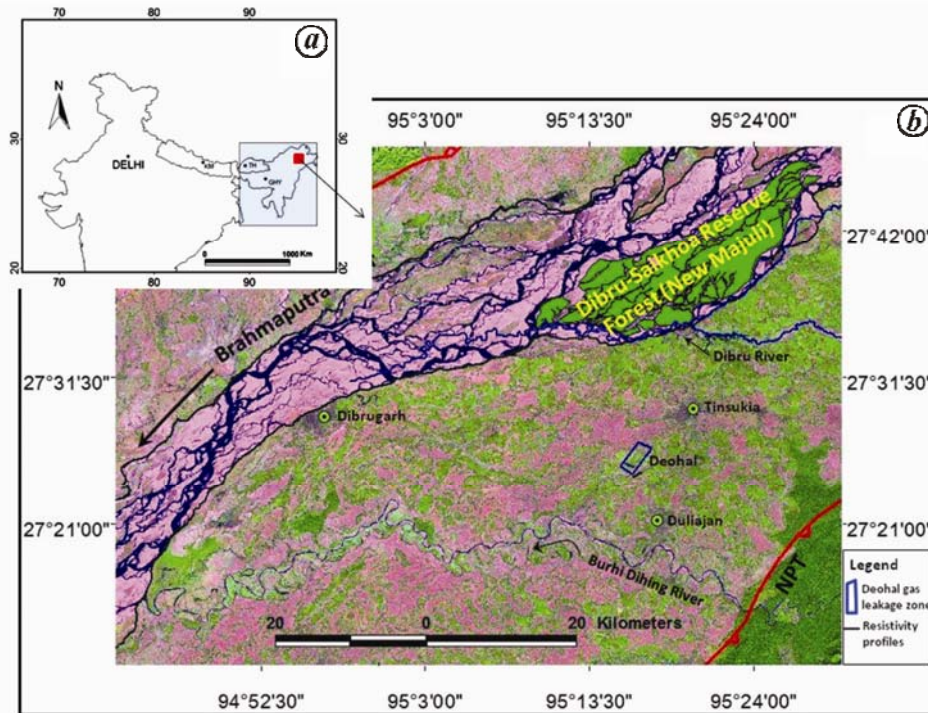 70 80 90
a
N
30 30
DELHI
TH
KM
GHY
20 20
0 1000 Km
70 80 90
b
95°3'00" 95°13'30" 95°24'00"
27°42'00"
Dibru-Saikhoa Reserve
Forest (New Majuli)
Brahmaputra
Dibru River
27°31'30" 27°31'30"
Dibrugarh
Tinsukia
Deohal
Duliajan
27°21'00" 27°21'00"
Burhi Dihing River
NPT
20 0 20 Kilometers
Legend
Deohal gas
leakage zone
Resistivity
profiles
94°52'30" 95°3'00" 95°13'30" 95°24'00"